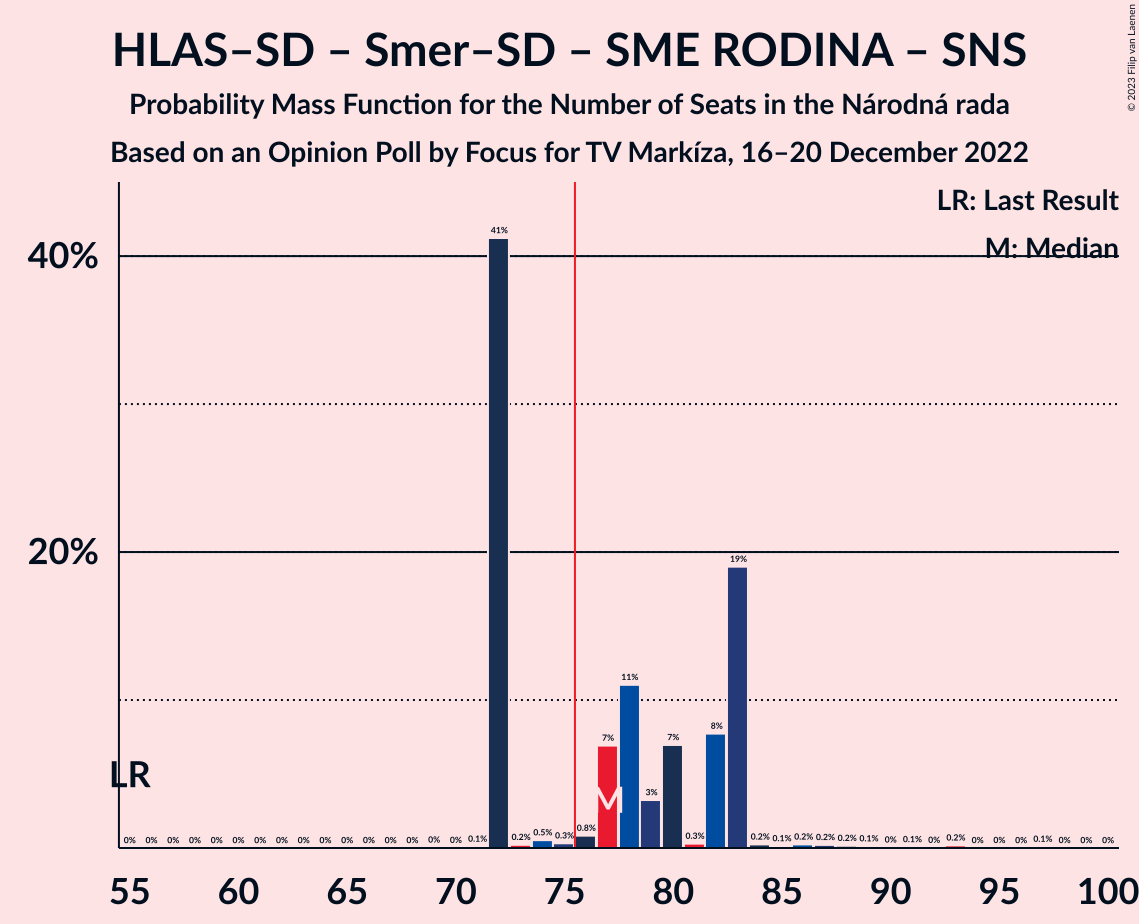 HLAS–SD – Smer–SD – SME RODINA – SNS
Probability Mass Function for the Number of Seats in the Národná rada
Based on an Opinion Poll by Focus for TV Markíza, 16–20 December 2022
© 2023 Filip van Laenen
LR: Last Result
M: Median
40%
20%
41%
19%
11%
8%
7%
7%
3%
LR
M
0% 0% 0% 0% 0% 0% 0% 0% 0% 0% 0% 0% 0% 0% 0% 0% 0.1% 0.2% 0.5% 0.3% 0.8% 0.3% 0.2% 0.1% 0.2% 0.2% 0.2% 0.1% 0% 0.1% 0% 0.2% 0% 0% 0% 0.1% 0% 0% 0%
55 60 65 70 75 80 85 90 95 100